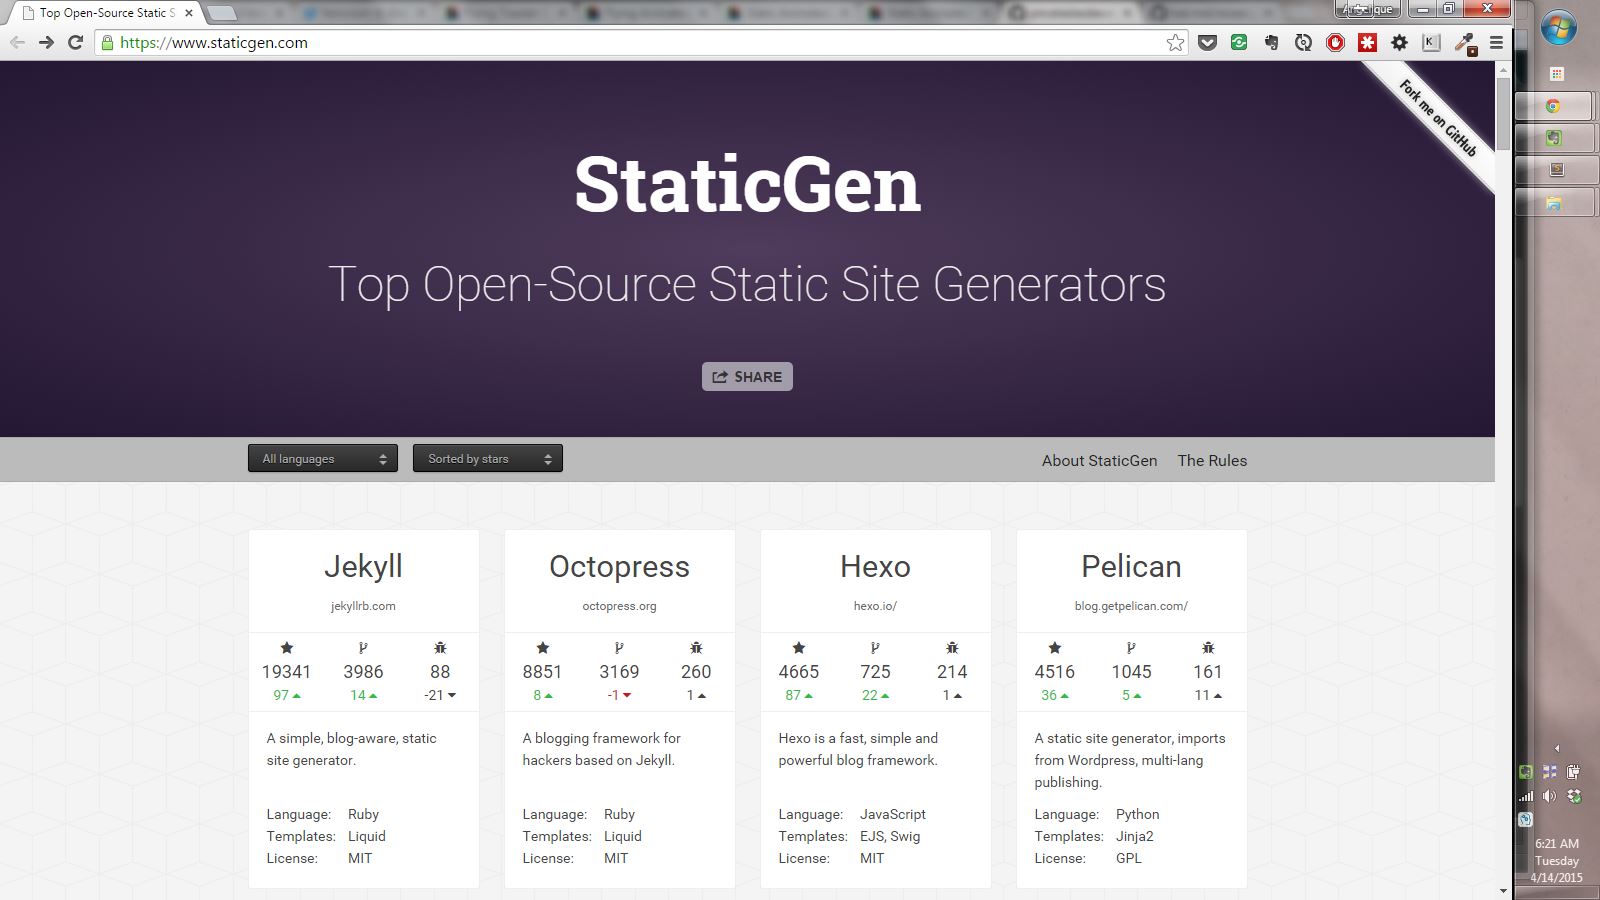 Top Open-Source Static S
https://www.staticgen.com
Fork me on GitHub
StaticGen
Top Open-Source Static Site Generators
SHARE
All languages
Sorted by stars
About StaticGen
The Rules
Jekyll
jekyllrb.com
19341 3986 88
97 14 -21
A simple, blog-aware, static
site generator.
Language: Ruby
Templates: Liquid
License: MIT
Octopress
octopress.org
8851 3169 260
8 -1 1
A blogging framework for
hackers based on Jekyll.
Language: Ruby
Templates: Liquid
License: MIT
Hexo
hexo.io/
4665 725 214
87 22 1
Hexo is a fast, simple and
powerful blog framework.
Language: JavaScript
Templates: EJS, Swig
License: MIT
Pelican
blog.getpelican.com/
4516 1045 161
36 5 11
A static site generator, imports
from Wordpress, multi-lang
publishing.
Language: Python
Templates: Jinja2
License: GPL
6:21 AM
Tuesday
4/14/2015